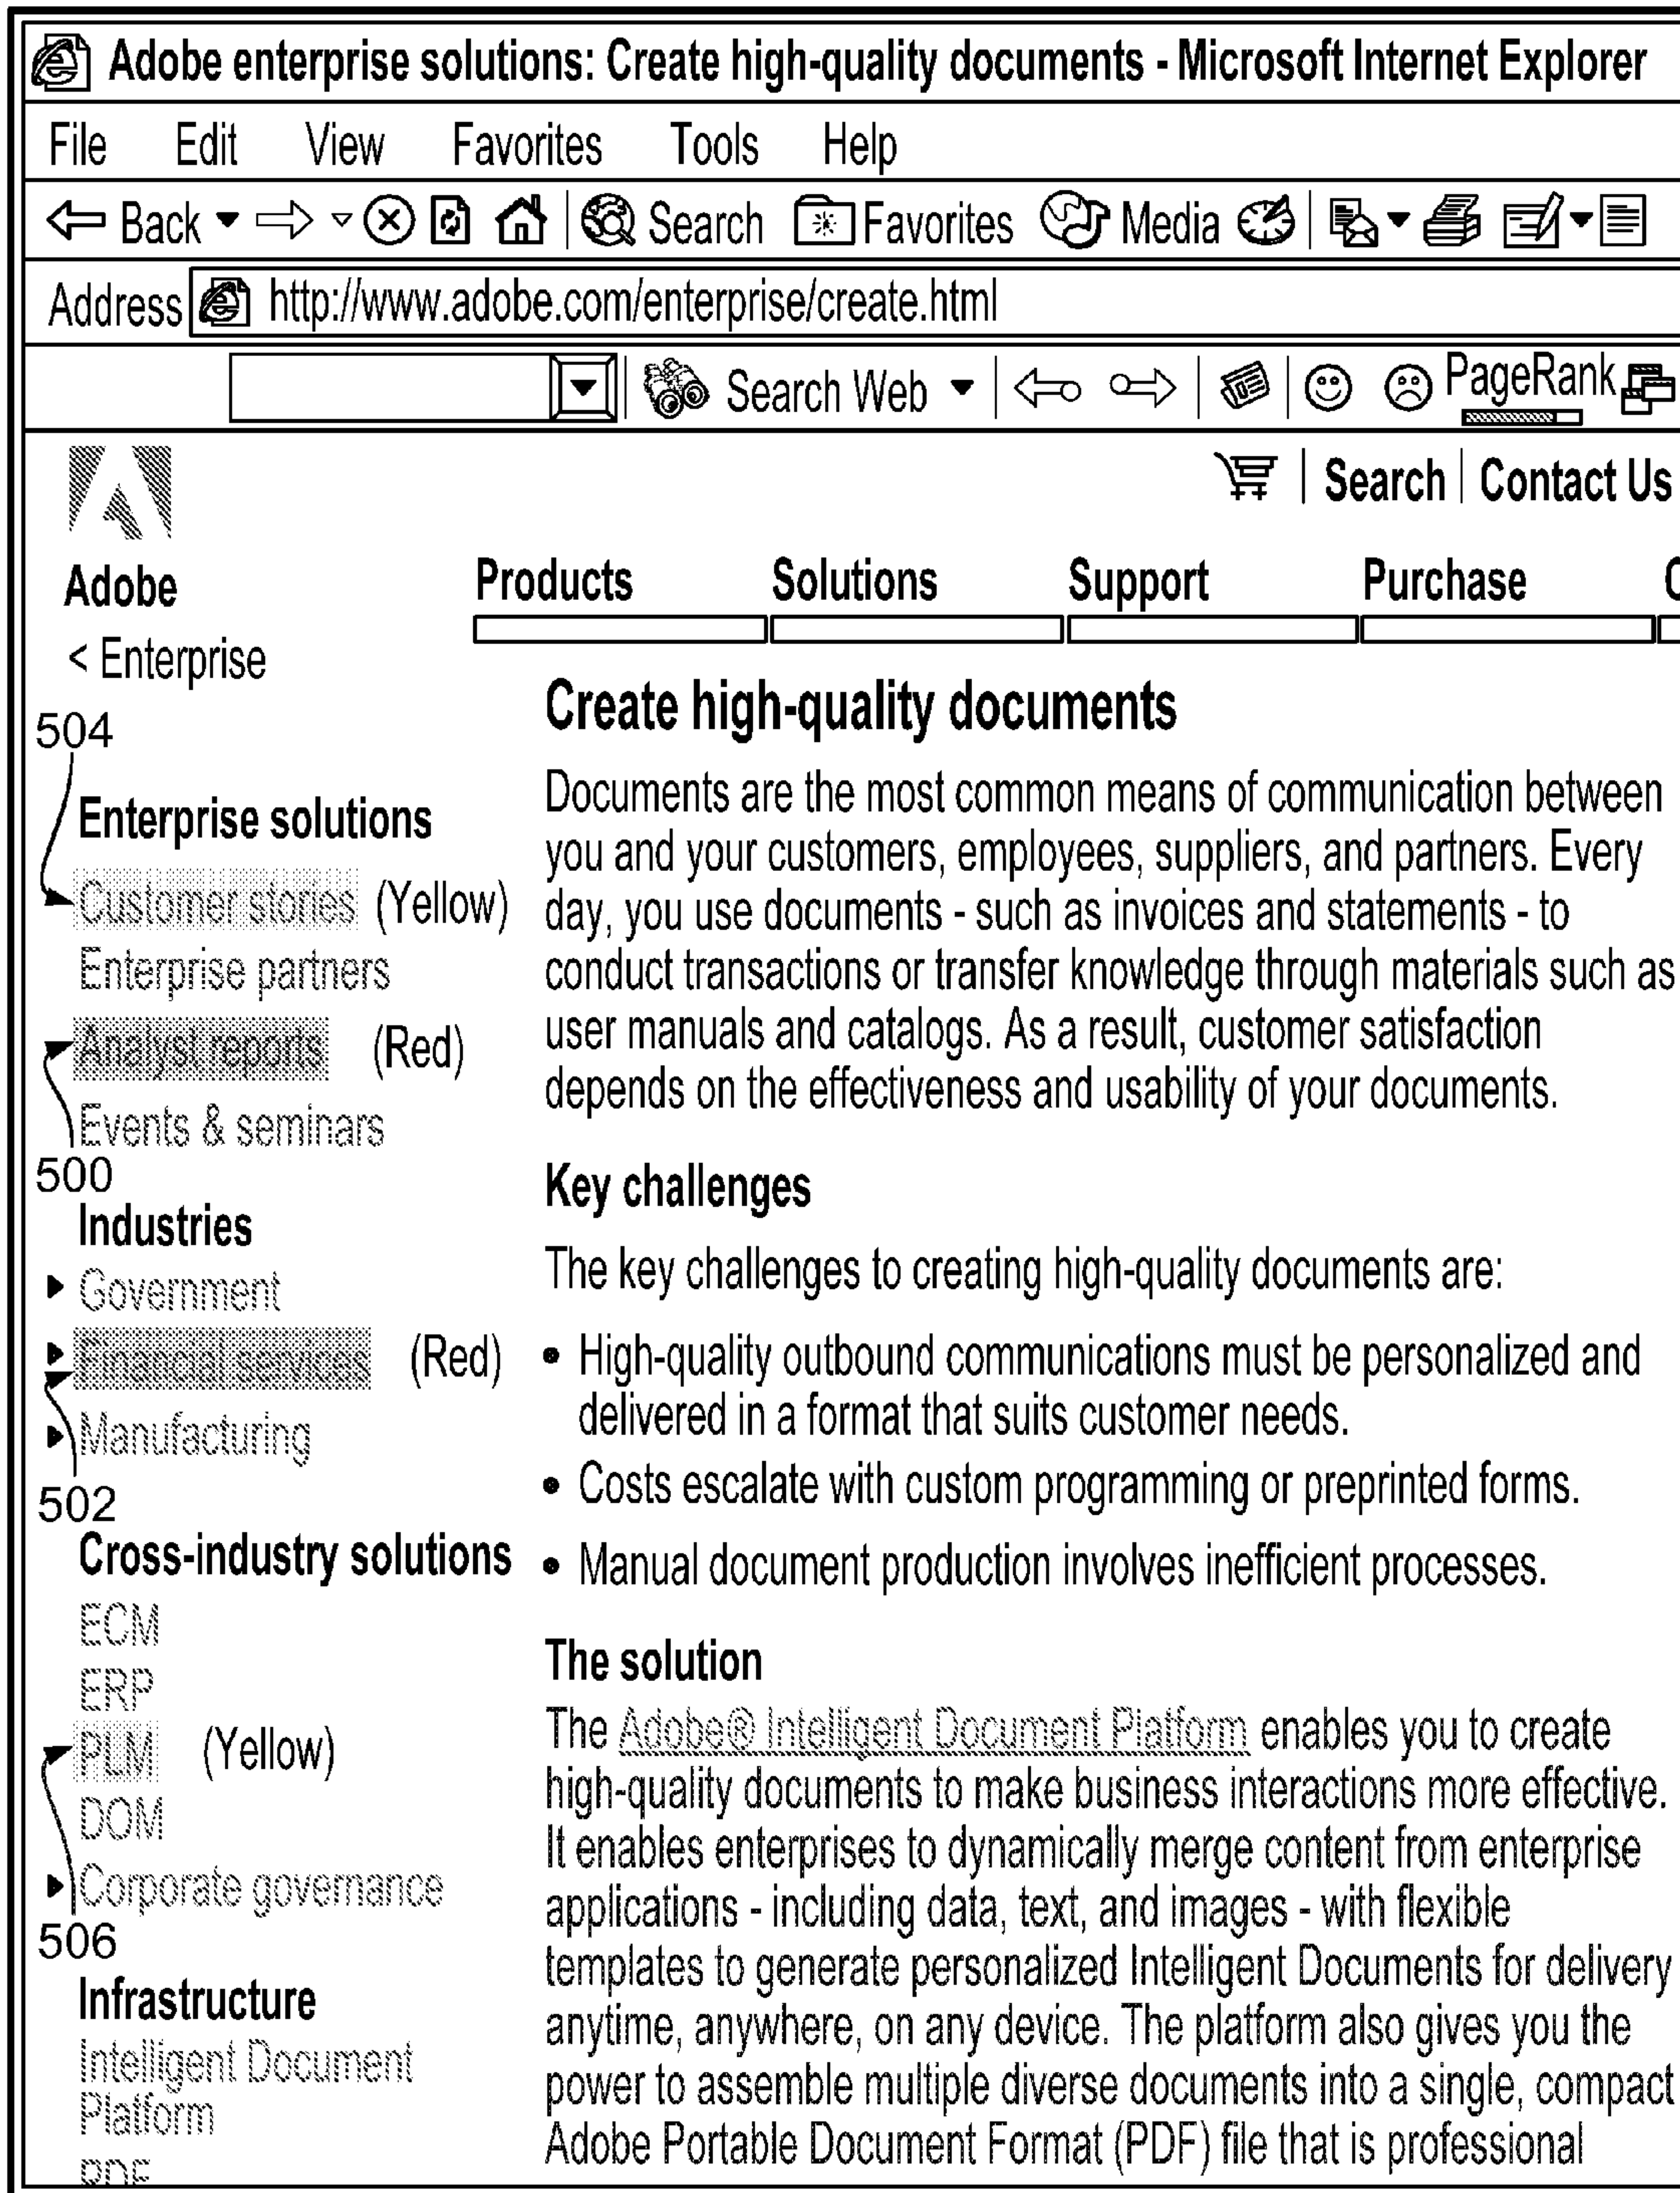 Adobe enterprise solutions: Create high-quality documents - Microsoft Internet Explorer
File Edit View Favorites Tools Help
Back Search Favorites Media
Address http://www.adobe.com/enterprise/create.html
Search Web PageRank
Search Contact Us
Adobe
Products Solutions Support Purchase
< Enterprise
504
Enterprise solutions
Customer stories (Yellow)
Enterprise partners
Analyst reports (Red)
Events & seminars
500
Industries
Government
Financial services (Red)
Manufacturing
502
Cross-industry solutions
ECM
ERP
PLM (Yellow)
DOM
Corporate governance
506
Infrastructure
Intelligent Document
Platform
PDF
Create high-quality documents
Documents are the most common means of communication between
you and your customers, employees, suppliers, and partners. Every
day, you use documents - such as invoices and statements - to
conduct transactions or transfer knowledge through materials such as
user manuals and catalogs. As a result, customer satisfaction
depends on the effectiveness and usability of your documents.
Key challenges
The key challenges to creating high-quality documents are:
• High-quality outbound communications must be personalized and
delivered in a format that suits customer needs.
• Costs escalate with custom programming or preprinted forms.
• Manual document production involves inefficient processes.
The solution
The Adobe® Intelligent Document Platform enables you to create
high-quality documents to make business interactions more effective.
It enables enterprises to dynamically merge content from enterprise
applications - including data, text, and images - with flexible
templates to generate personalized Intelligent Documents for delivery
anytime, anywhere, on any device. The platform also gives you the
power to assemble multiple diverse documents into a single, compact
Adobe Portable Document Format (PDF) file that is professional